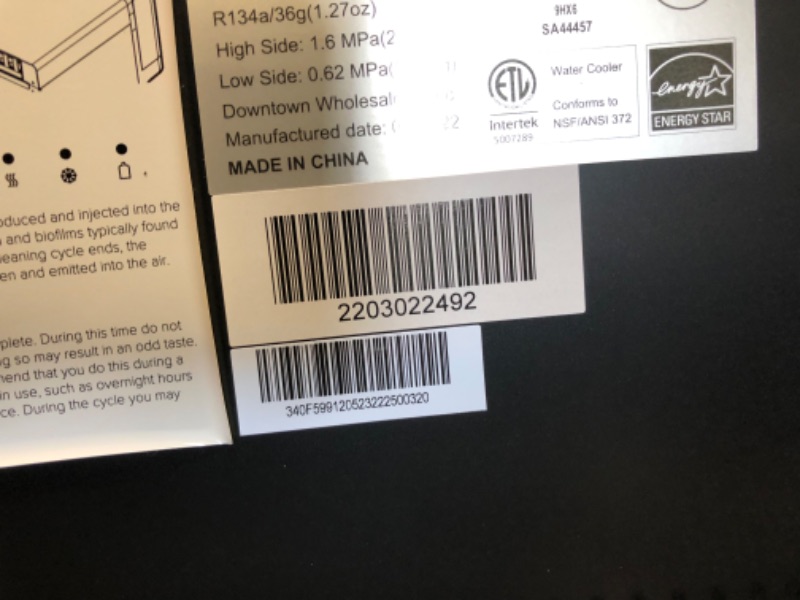 R134a/36g(1.27oz)
High Side: 1.6 MPa(2
Low Side: 0.62 MPa(
Downtown Wholesal
Manufactured date: 22
MADE IN CHINA
9HX6
SA44457
ETL
Intertek
5007289
Water Cooler
Conforms to
NSF/ANSI 372
energy
ENERGY STAR
oduced and injected into the
and biofilms typically found
eaning cycle ends, the
en and emitted into the air.
plete. During this time do not
g so may result in an odd taste.
mend that you do this during a
in use, such as overnight hours
ce. During the cycle you may
2203022492
340F599120523222500320